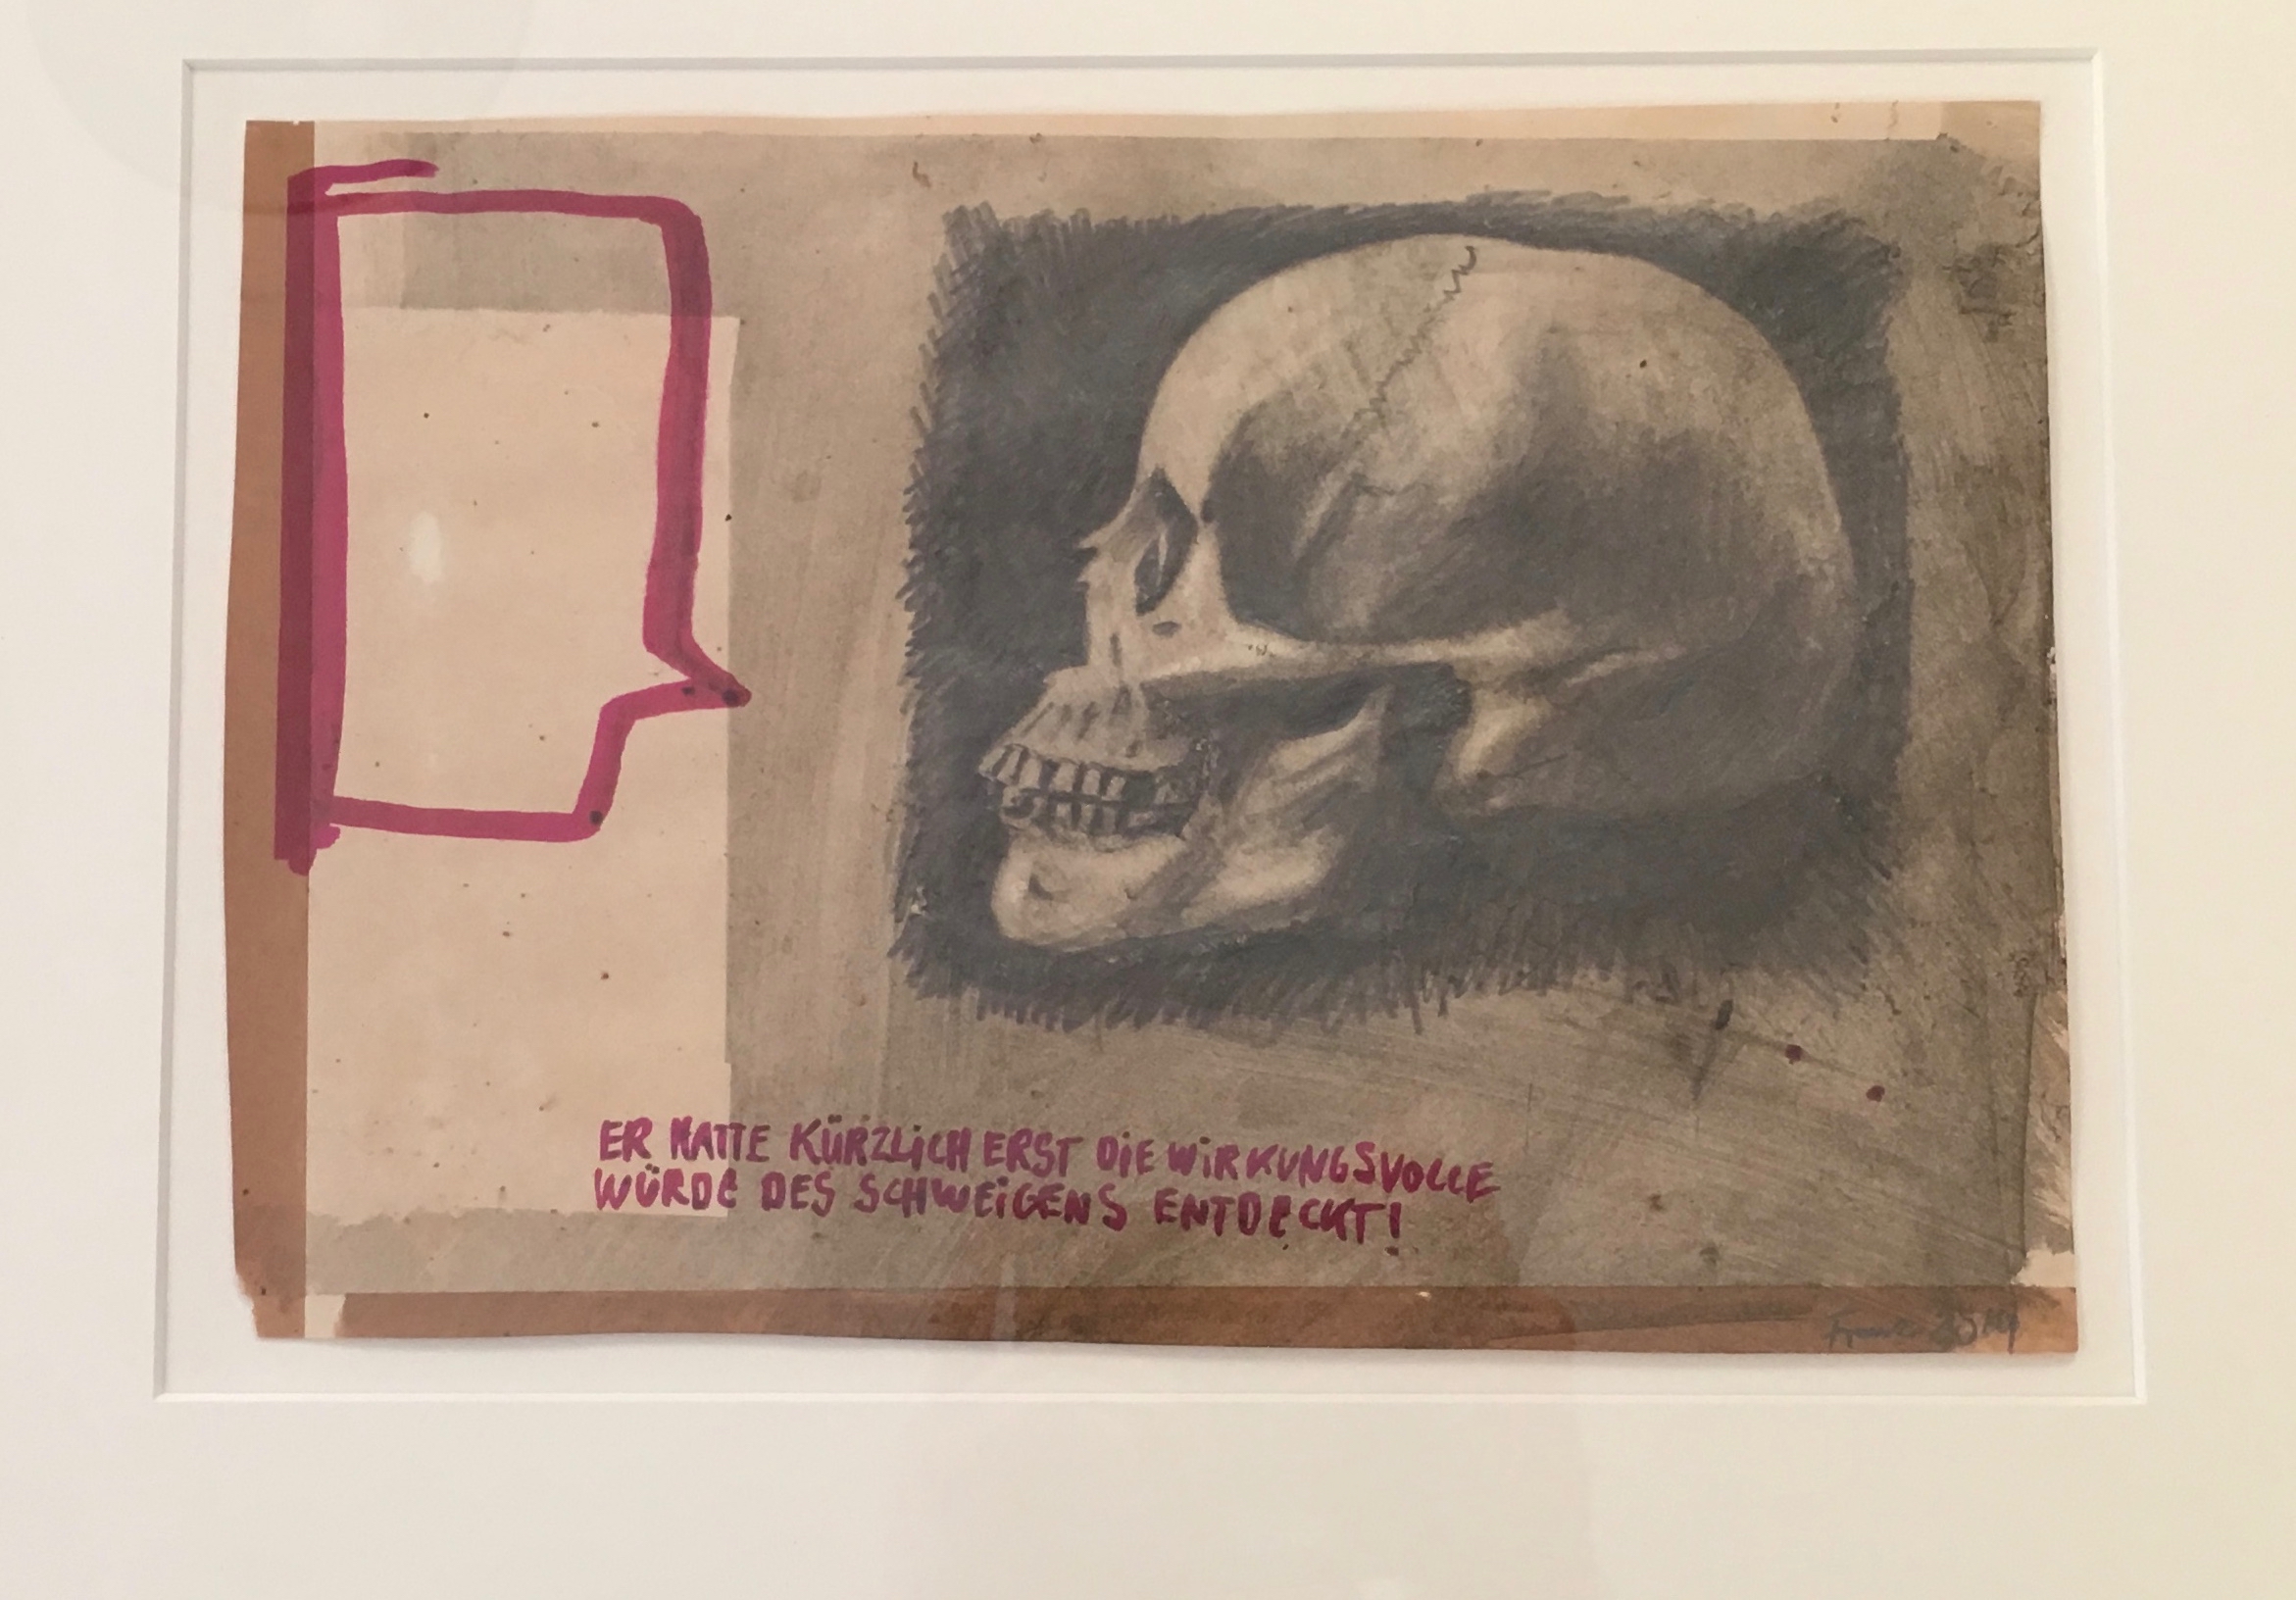 ER HATTE KÜRZLICH ERST DIE WIRKUNGSVOLLE
WÜRDE DES SCHWEIGENS ENTDECKT!